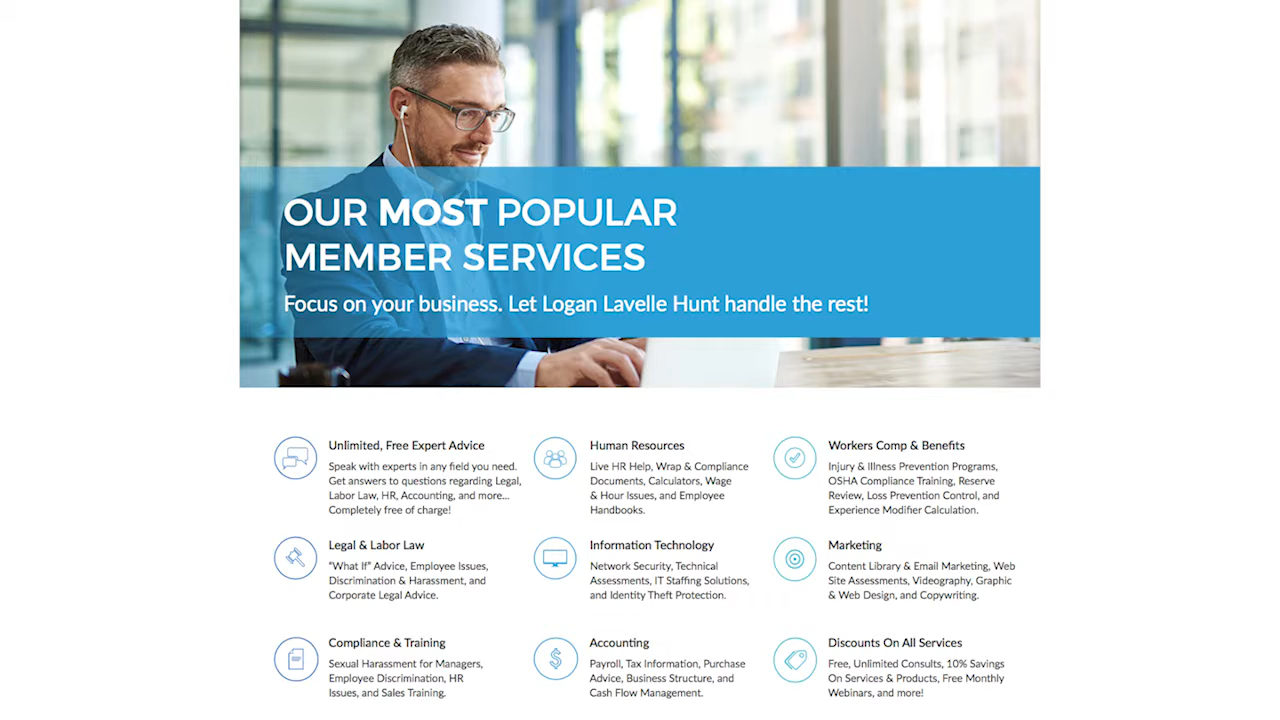 OUR MOST POPULAR
MEMBER SERVICES
Focus on your business. Let Logan Lavelle Hunt handle the rest!
Unlimited, Free Expert Advice
Speak with experts in any field you need.
Get answers to questions regarding Legal,
Labor Law, HR, Accounting, and more...
Completely free of charge!
Human Resources
Live HR Help, Wrap & Compliance
Documents, Calculators, Wage
& Hour Issues, and Employee
Handbooks.
Workers Comp & Benefits
Injury & Illness Prevention Programs,
OSHA Compliance Training, Reserve
Review, Loss Prevention Control, and
Experience Modifier Calculation.
Legal & Labor Law
“What If” Advice, Employee Issues,
Discrimination & Harassment, and
Corporate Legal Advice.
Information Technology
Network Security, Technical
Assessments, IT Staffing Solutions,
and Identity Theft Protection.
Marketing
Content Library & Email Marketing, Web
Site Assessments, Videography, Graphic
& Web Design, and Copywriting.
Compliance & Training
Sexual Harassment for Managers,
Employee Discrimination, HR
Issues, and Sales Training.
Accounting
Payroll, Tax Information, Purchase
Advice, Business Structure, and
Cash Flow Management.
Discounts On All Services
Free, Unlimited Consults, 10% Savings
On Services & Products, Free Monthly
Webinars, and more!